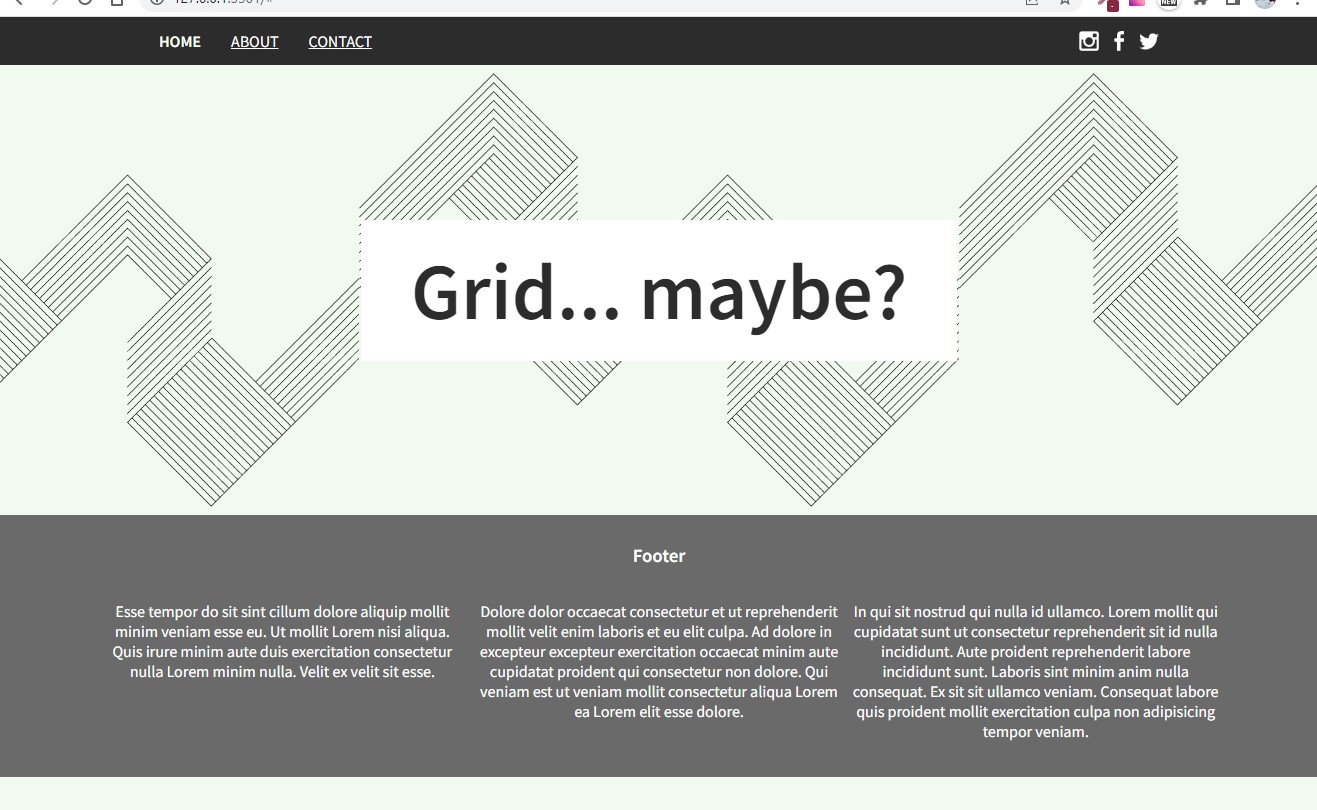 HOME ABOUT CONTACT
Grid... maybe?
Footer
Esse tempor do sit sint cillum dolore aliquip mollit
minim veniam esse eu. Ut mollit Lorem nisi aliqua.
Quis irure minim aute duis exercitation consectetur
nulla Lorem minim nulla. Velit ex velit sit esse.
Dolore dolor occaecat consectetur et ut reprehenderit
mollit velit enim laboris et eu elit culpa. Ad dolore in
excepteur excepteur exercitation occaecat minim aute
cupidatat proident qui consectetur non dolore. Qui
veniam est ut veniam mollit consectetur aliqua Lorem
ea Lorem elit esse dolore.
In qui sit nostrud qui nulla id ullamco. Lorem mollit qui
cupidatat sunt ut consectetur reprehenderit sit id nulla
incididunt. Aute proident reprehenderit labore
incididunt sunt. Laboris sint minim anim nulla
consequat. Ex sit sit ullamco veniam. Consequat labore
quis proident mollit exercitation culpa non adipisicing
tempor veniam.